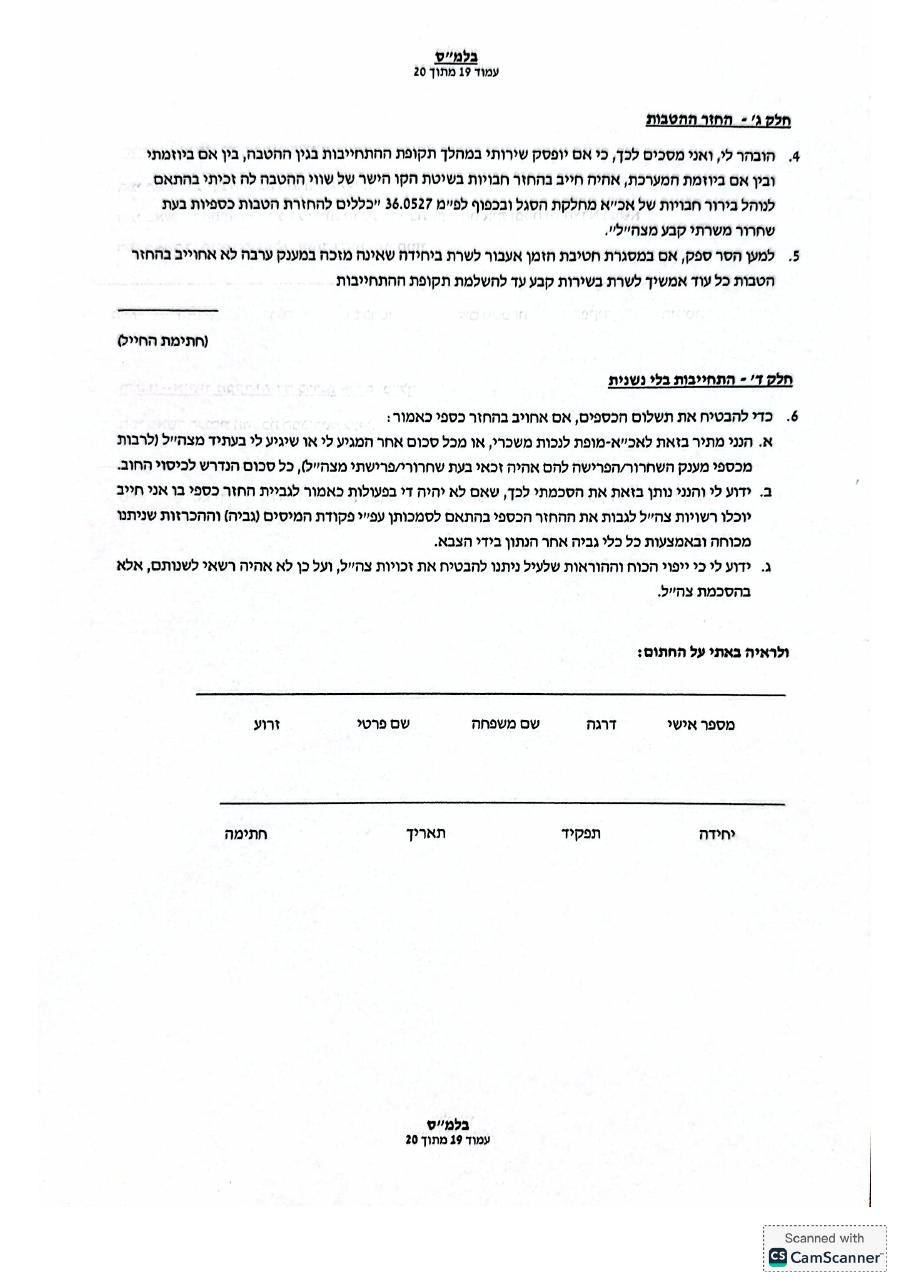 בלמ״ס
עמוד 19 מתוך 20
חלק ג׳ - החזר ההטבות
4. הובהר לי, ואני מסכים לכך, כי אם יופסק שירותי במהלך תקופת ההתחייבות בגין ההטבה, בין אם ביוזמתי
ובין אם ביוזמת המערכת, אהיה חייב בהחזר חבויות בשיטת הקו הישר של שווי ההטבה לה זכיתי בהתאם
לנוהל בירור חבויות של אכ״א מחלקת הסגל ובכפוף לפ״מ 36.0527 ״כללים להחזרת הטבות כספיות בעת
שחרור משרתי קבע מצה״ל״.
5. למען הסר ספק, אם במסגרת חטיבת הזמן אעבור לשרת ביחידה שאינה מזכה במענק ערבה לא אחוייב בהחזר
הטבות כל עוד אמשיך לשרת בשירות קבע עד להשלמת תקופת ההתחייבות
(חתימת החייל)
חלק ד׳ - התחייבות בלי נשנית
6. כדי להבטיח את תשלום הכספים, אם אחויב בהחזר כספי כאמור:
א. הנני מתיר בזאת לאכ״א-מופת לנכות משכרי, או מכל סכום אחר המגיע לי או שיגיע לי בעתיד מצה״ל (לרבות
מכספי מענק השחרור/הפרישה להם אהיה זכאי בעת שחרורי/פרישתי מצה״ל), כל סכום הנדרש לכיסוי החוב.
ב. ידוע לי והנני נותן בזאת את הסכמתי לכך, שאם לא יהיה די בפעולות כאמור לגביית החזר כספי בו אני חייב
יוכלו רשויות צה״ל לגבות את ההחזר הכספי בהתאם לסמכותן עפ״י פקודת המיסים (גביה) וההכרזות שניתנו
מכוחה ובאמצעות כל כלי גביה אחר הנתון בידי הצבא.
ג. ידוע לי כי ייפוי הכוח וההוראות שלעיל ניתנו להבטיח את זכויות צה״ל, ועל כן לא אהיה רשאי לשנותם, אלא
בהסכמת צה״ל.
ולראיה באתי על החתום:
מספר אישי דרגה שם משפחה שם פרטי זרוע
יחידה תפקיד תאריך חתימה
בלמ״ס
עמוד 19 מתוך 20
Scanned with
CS CamScanner